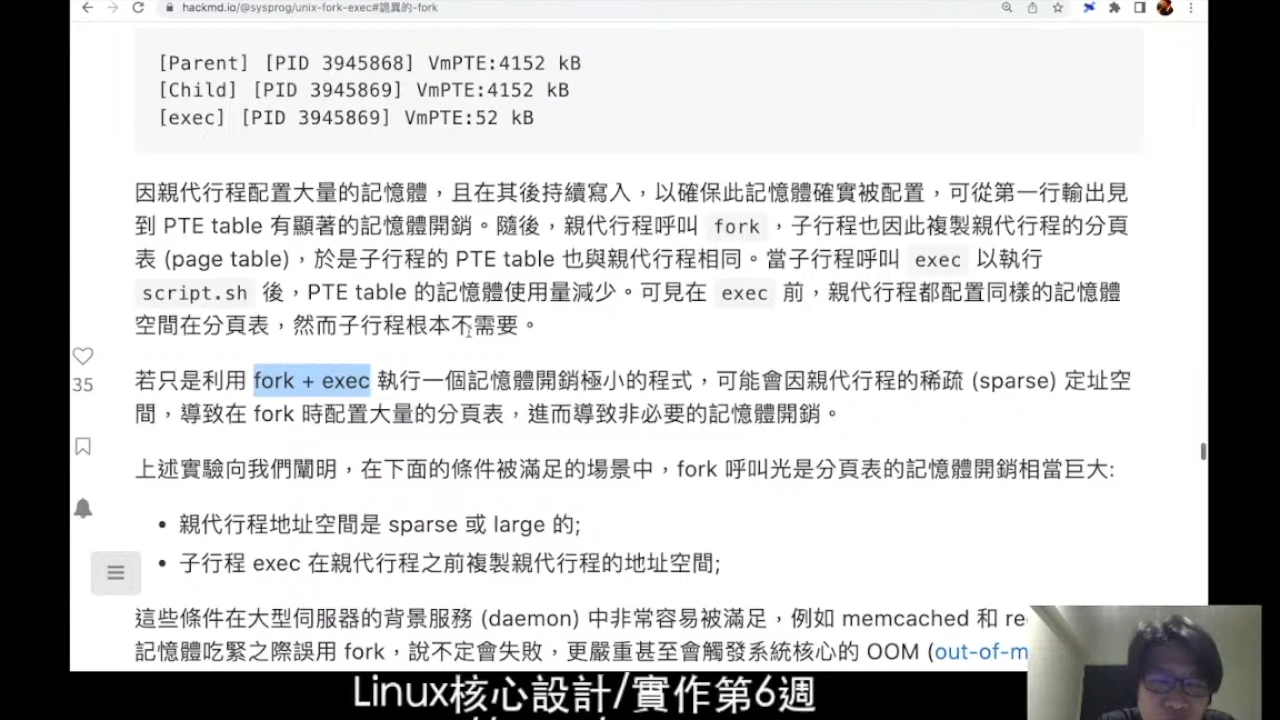 hackmd.io/@sysprog/unix-fork-exec#詭異的-fork
[Parent] [PID 3945868] VmPTE:4152 kB
[Child] [PID 3945869] VmPTE:4152 kB
[exec] [PID 3945869] VmPTE:52 kB
因親代行程配置大量的記憶體，且在其後持續寫入，以確保此記憶體確實被配置，可從第一行輸出見
到 PTE table 有顯著的記憶體開銷。隨後，親代行程呼叫 fork ，子行程也因此複製親代行程的分頁
表 (page table)，於是子行程的 PTE table 也與親代行程相同。當子行程呼叫 exec 以執行
script.sh 後，PTE table 的記憶體使用量減少。可見在 exec 前，親代行程都配置同樣的記憶體
空間在分頁表，然而子行程根本不需要。
35
若只是利用 fork + exec 執行一個記憶體開銷極小的程式，可能會因親代行程的稀疏 (sparse) 定址空
間，導致在 fork 時配置大量的分頁表，進而導致非必要的記憶體開銷。
上述實驗向我們闡明，在下面的條件被滿足的場景中，fork 呼叫光是分頁表的記憶體開銷相當巨大:
• 親代行程地址空間是 sparse 或 large 的;
• 子行程 exec 在親代行程之前複製親代行程的地址空間;
這些條件在大型伺服器的背景服務 (daemon) 中非常容易被滿足，例如 memcached 和
記憶體吃緊之際誤用 fork，說不定會失敗，更嚴重甚至會觸發系統核心的 OOM (out-of-m
Linux核心設計/實作第6週